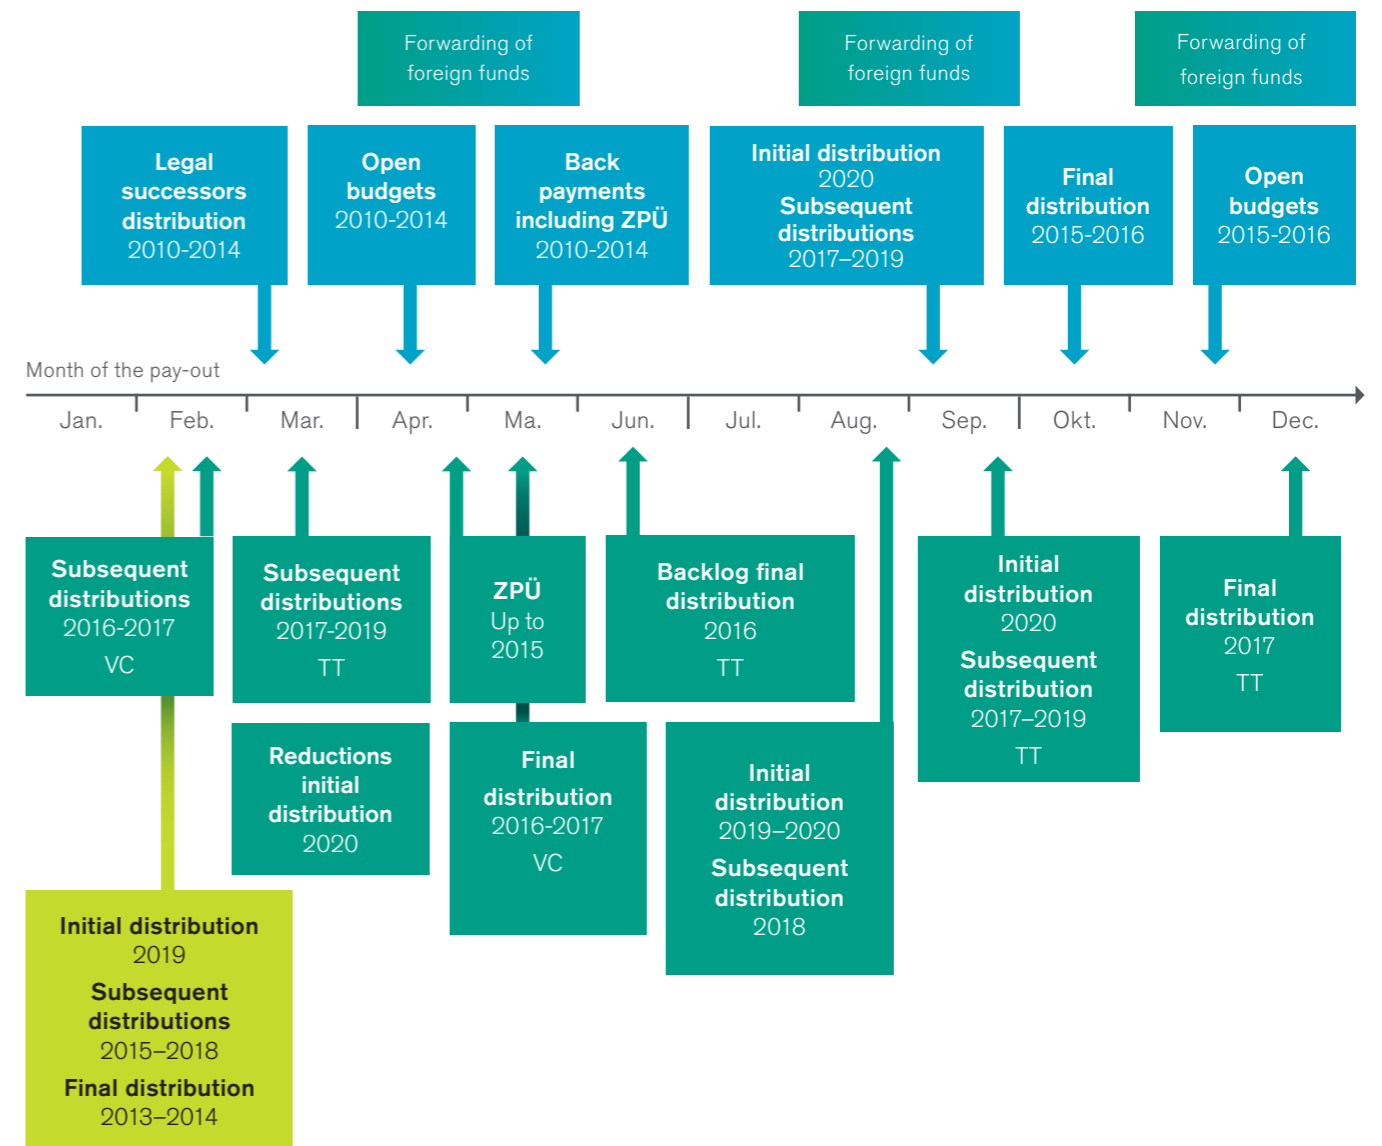 Forwarding of
foreign funds
Forwarding of
foreign funds
Forwarding of
foreign funds
Legal
successors
distribution
2010-2014
Open
budgets
2010-2014
Back
payments
including ZPÜ
2010-2014
Initial distribution
2020
Subsequent
distributions
2017–2019
Final
distribution
2015-2016
Open
budgets
2015-2016
Month of the pay-out
Jan. Feb. Mar. Apr. Ma. Jun. Jul. Aug. Sep. Okt. Nov. Dec.
Subsequent
distributions
2016-2017
VC
Subsequent
distributions
2017-2019
TT
ZPÜ
Up to
2015
Backlog final
distribution
2016
TT
Initial
distribution
2020
Subsequent
distribution
2017–2019
TT
Final
distribution
2017
TT
Reductions
initial
distribution
2020
Final
distribution
2016-2017
VC
Initial
distribution
2019–2020
Subsequent
distribution
2018
Initial distribution
2019
Subsequent
distributions
2015–2018
Final distribution
2013–2014